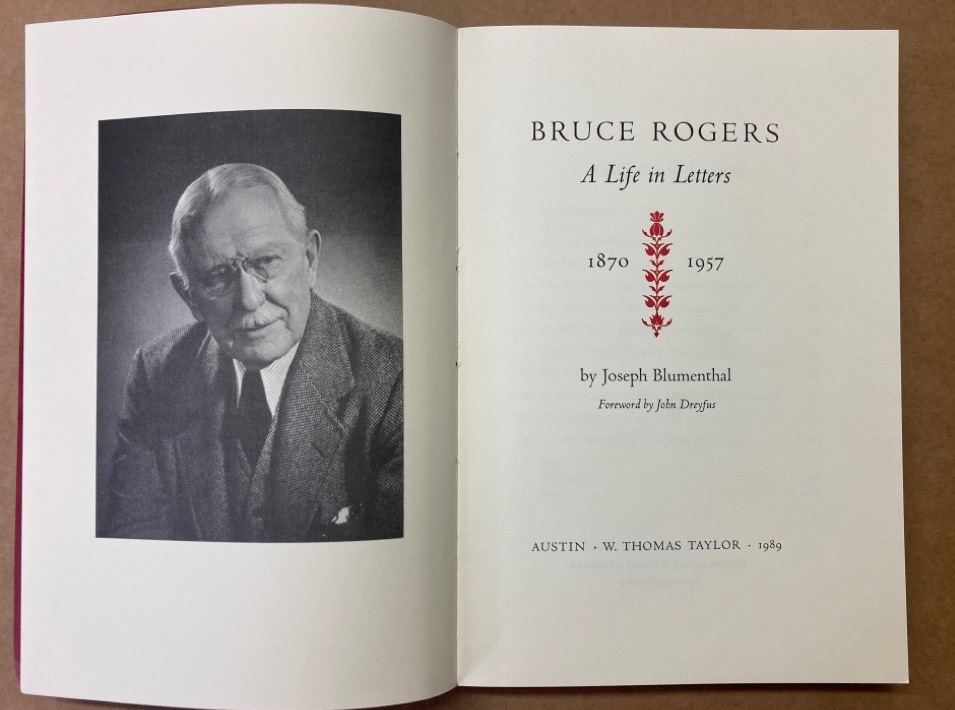 BRUCE ROGERS
A Life in Letters
1870 1957
by Joseph Blumenthal
Foreword by John Dreyfus
AUSTIN · W. THOMAS TAYLOR · 1989